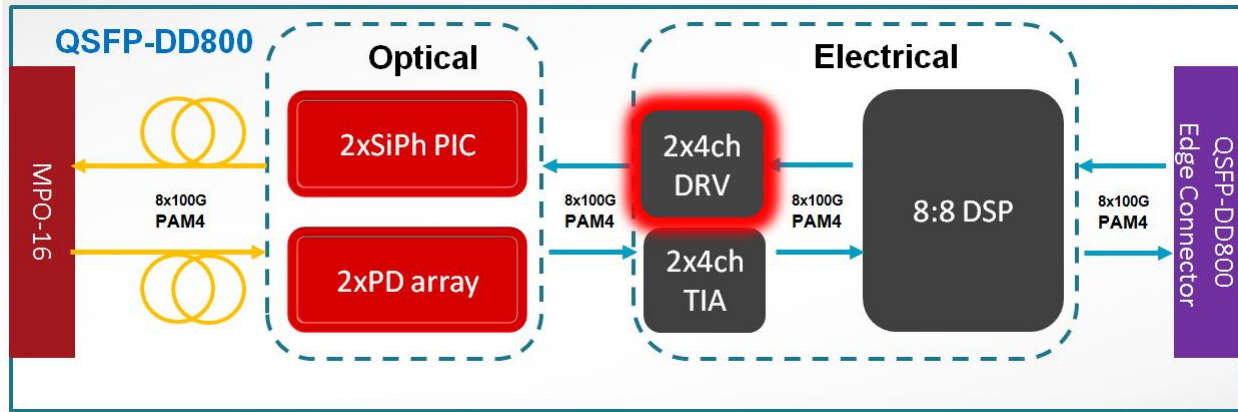 QSFP-DD800
Optical
Electrical
MPO-16
8x100G
PAM4
2xSiPh PIC
2xPD array
8x100G
PAM4
2x4ch
DRV
2x4ch
TIA
8x100G
PAM4
8:8 DSP
8x100G
PAM4
QSFP-DD800
Edge Connector